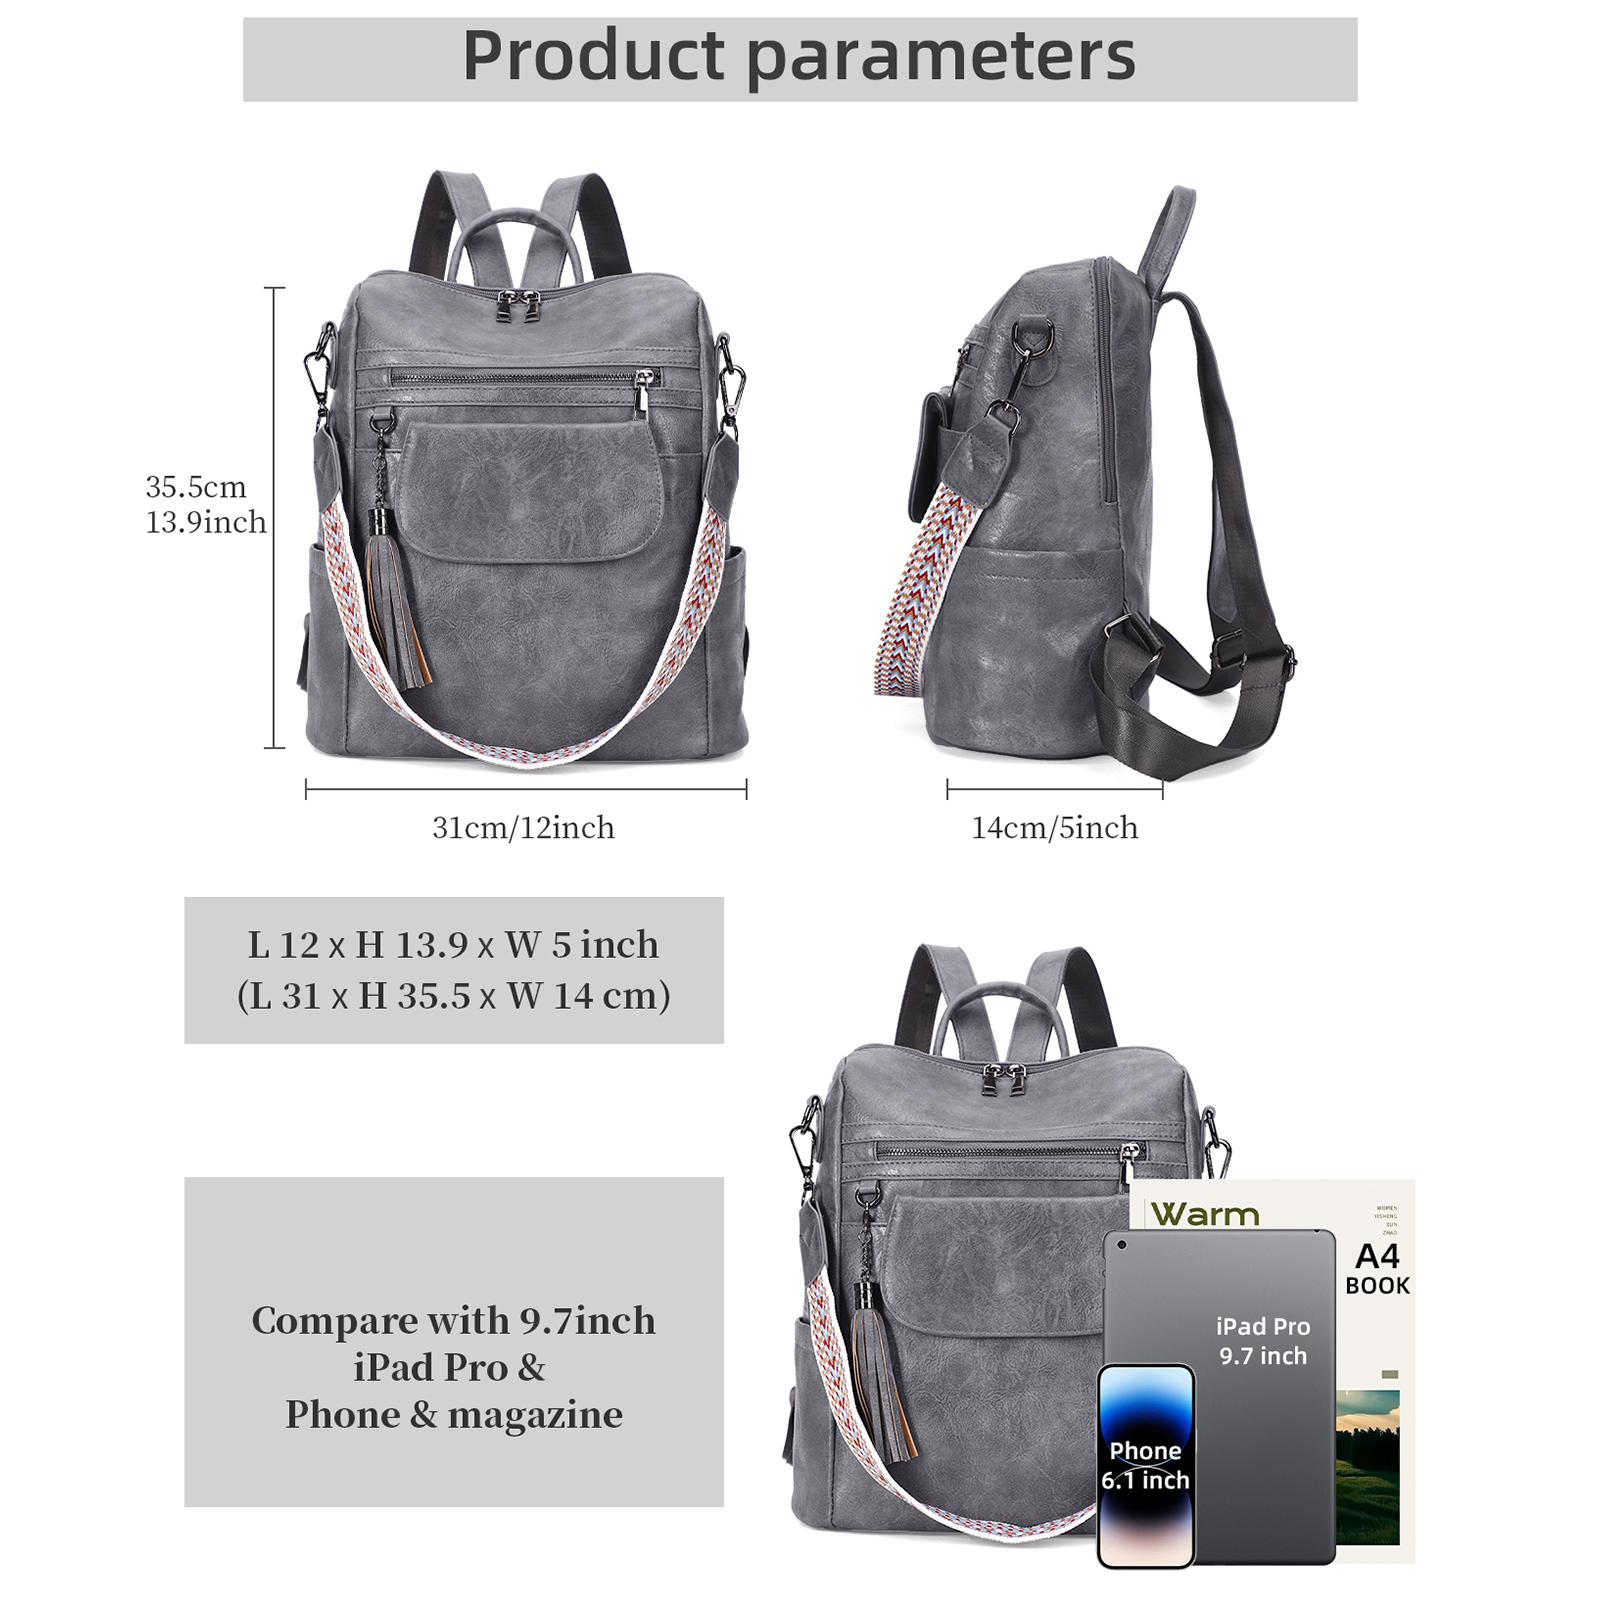 Product parameters
35.5cm
13.9inch
31cm/12inch
14cm/5inch
L 12 x H 13.9 x W 5 inch
(L 31 x H 35.5 x W 14 cm)
Compare with 9.7inch
iPad Pro &
Phone & magazine
Warm
WOMEN
ZHAO
A4
BOOK
iPad Pro
9.7 inch
Phone
6.1 inch